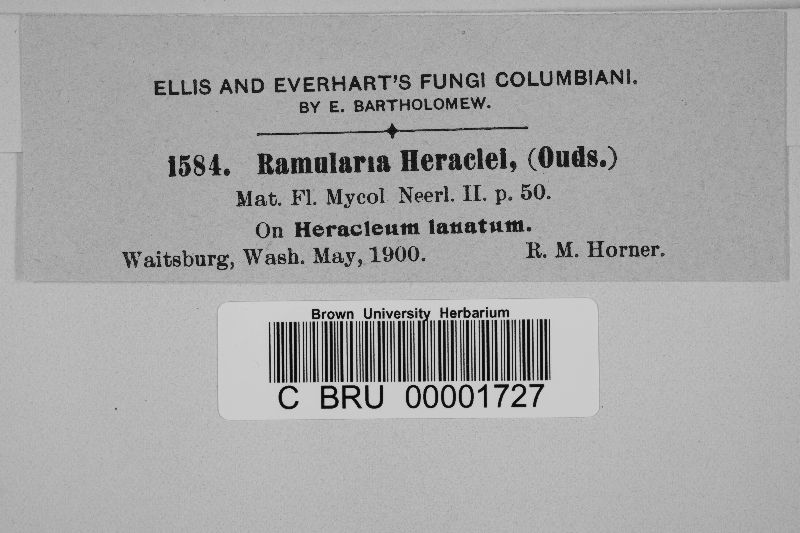 ELLIS AND EVERHART'S FUNGI COLUMBIANI.
BY E. BARTHOLOMEW.
1584. Ramularia Heraclei, (Ouds.)
Mat. Fl. Mycol Neerl. II. p. 50.
On Heracleum lanatum.
Waitsburg, Wash. May, 1900. R. M. Horner.
Brown University Herbarium
C BRU 00001727